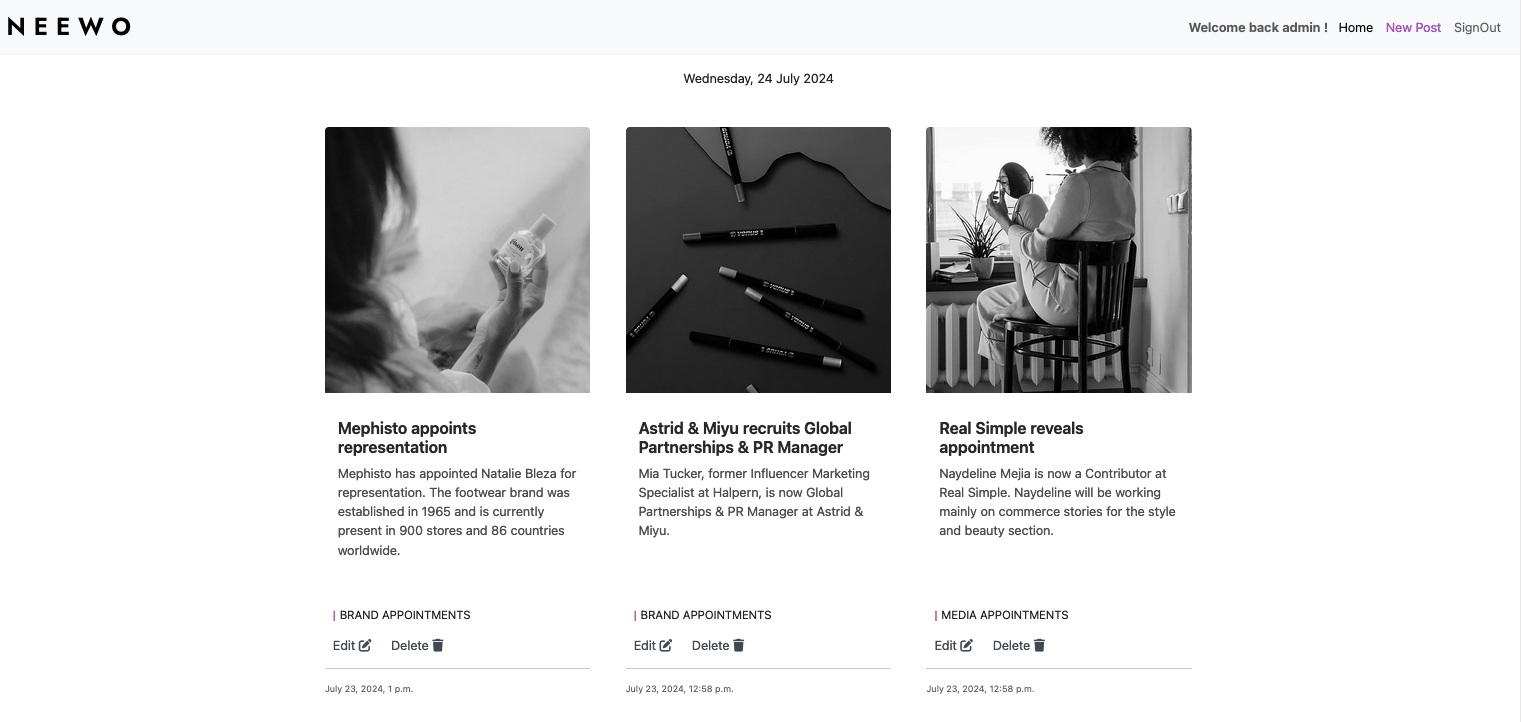 NEEWO
Welcome back admin ! Home New Post SignOut
Wednesday, 24 July 2024
VENUS
VENUS
VENUS
VENUS
VENUS
VENUS
Mephisto appoints
representation
Mephisto has appointed Natalie Bleza for
representation. The footwear brand was
established in 1965 and is currently
present in 900 stores and 86 countries
worldwide.
| BRAND APPOINTMENTS
Edit Delete
July 23, 2024, 1 p.m.
Astrid & Miyu recruits Global
Partnerships & PR Manager
Mia Tucker, former Influencer Marketing
Specialist at Halpern, is now Global
Partnerships & PR Manager at Astrid &
Miyu.
| BRAND APPOINTMENTS
Edit Delete
July 23, 2024, 12:58 p.m.
Real Simple reveals
appointment
Naydeline Mejia is now a Contributor at
Real Simple. Naydeline will be working
mainly on commerce stories for the style
and beauty section.
| MEDIA APPOINTMENTS
Edit Delete
July 23, 2024, 12:58 p.m.